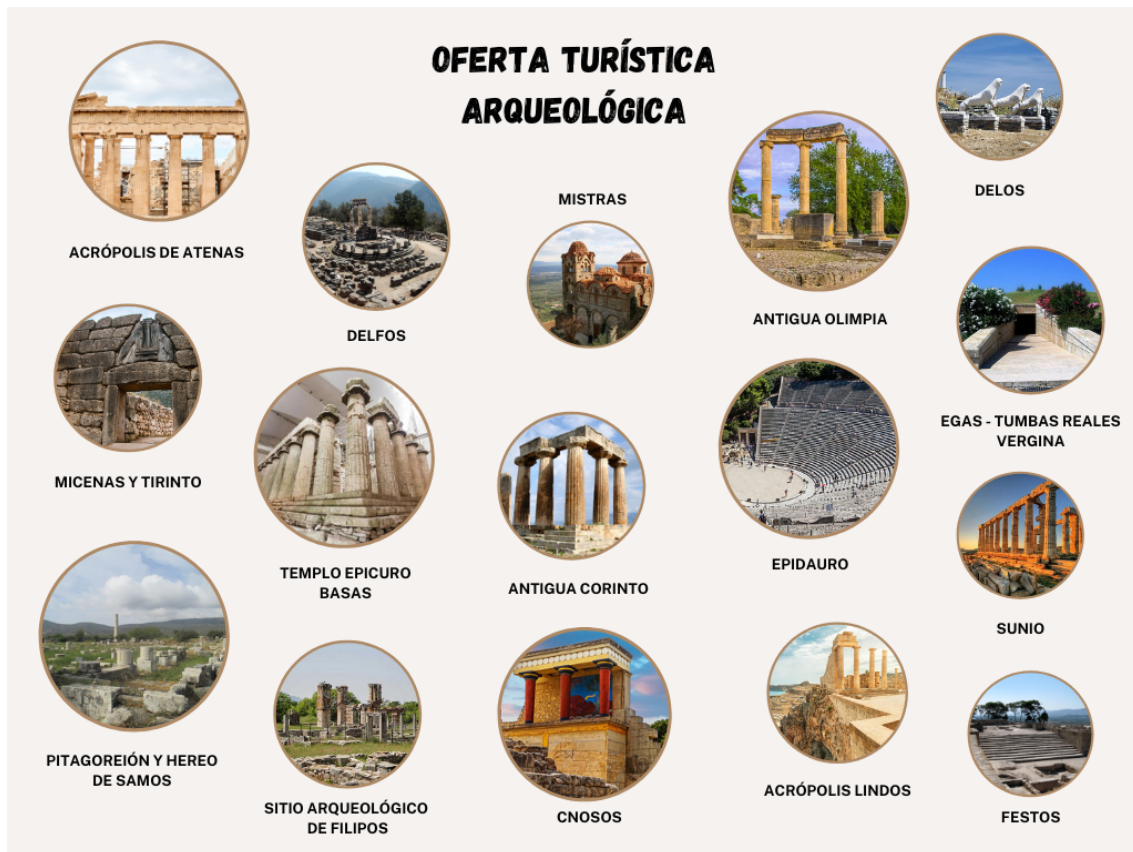 OFERTA TURÍSTICA
ARQUEOLÓGICA
ACRÓPOLIS DE ATENAS
DELFOS
MISTRAS
ANTIGUA OLIMPIA
DELOS
MICENAS Y TIRINTO
TEMPLO EPICURO
BASAS
ANTIGUA CORINTO
EPIDAURO
EGAS - TUMBAS REALES
VERGINA
SUNIO
PITAGOREIÓN Y HEREO
DE SAMOS
SITIO ARQUEOLÓGICO
DE FILIPOS
CNOSOS
ACRÓPOLIS LINDOS
FESTOS